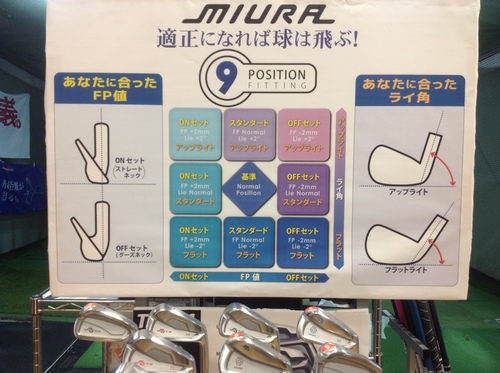 MIURA
適正になれば球は飛ぶ!
9 POSITION
FITTING
あなたに合った
FP値
ONセット
(ストレート
ネック)
OFFセット
(グーズネック)
ONセット
FP +2mm
Lie +2°
アップライト
スタンダード
FP Normal
Lie +2°
アップライト
OFFセット
FP -2mm
Lie +2°
アップライト
ONセット
FP +2mm
Lie Normal
スタンダード
基準
Normal
Position
OFFセット
FP -2mm
Lie Normal
スタンダード
ONセット
FP +2mm
Lie -2°
フラット
スタンダード
FP Normal
Lie -2°
フラット
OFFセット
FP -2mm
Lie -2°
フラット
アップライト
ライ角
フラット
ONセット FP値 OFFセット
あなたに合った
ライ角
アップライト
フラットライト
義。